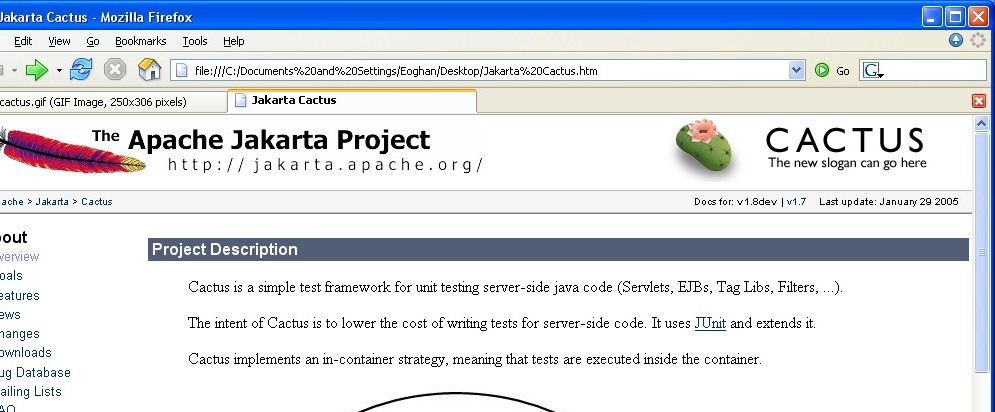 Jakarta Cactus - Mozilla Firefox
Edit View Go Bookmarks Tools Help
file:///C:/Documents%20and%20Settings/Eoghan/Desktop/Jakarta%20Cactus.htm Go G
cactus.gif (GIF Image, 250x306 pixels) Jakarta Cactus
The Apache Jakarta Project
http://jakarta.apache.org/
CACTUS
The new slogan can go here
ache > Jakarta > Cactus
Docs for: v1.8dev | v1.7 Last update: January 29 2005
out
verview
oals
eatures
ews
hanges
ownloads
ug Database
ailing Lists
AQ
Project Description
Cactus is a simple test framework for unit testing server-side java code (Servlets, EJBs, Tag Libs, Filters, ...).
The intent of Cactus is to lower the cost of writing tests for server-side code. It uses JUnit and extends it.
Cactus implements an in-container strategy, meaning that tests are executed inside the container.